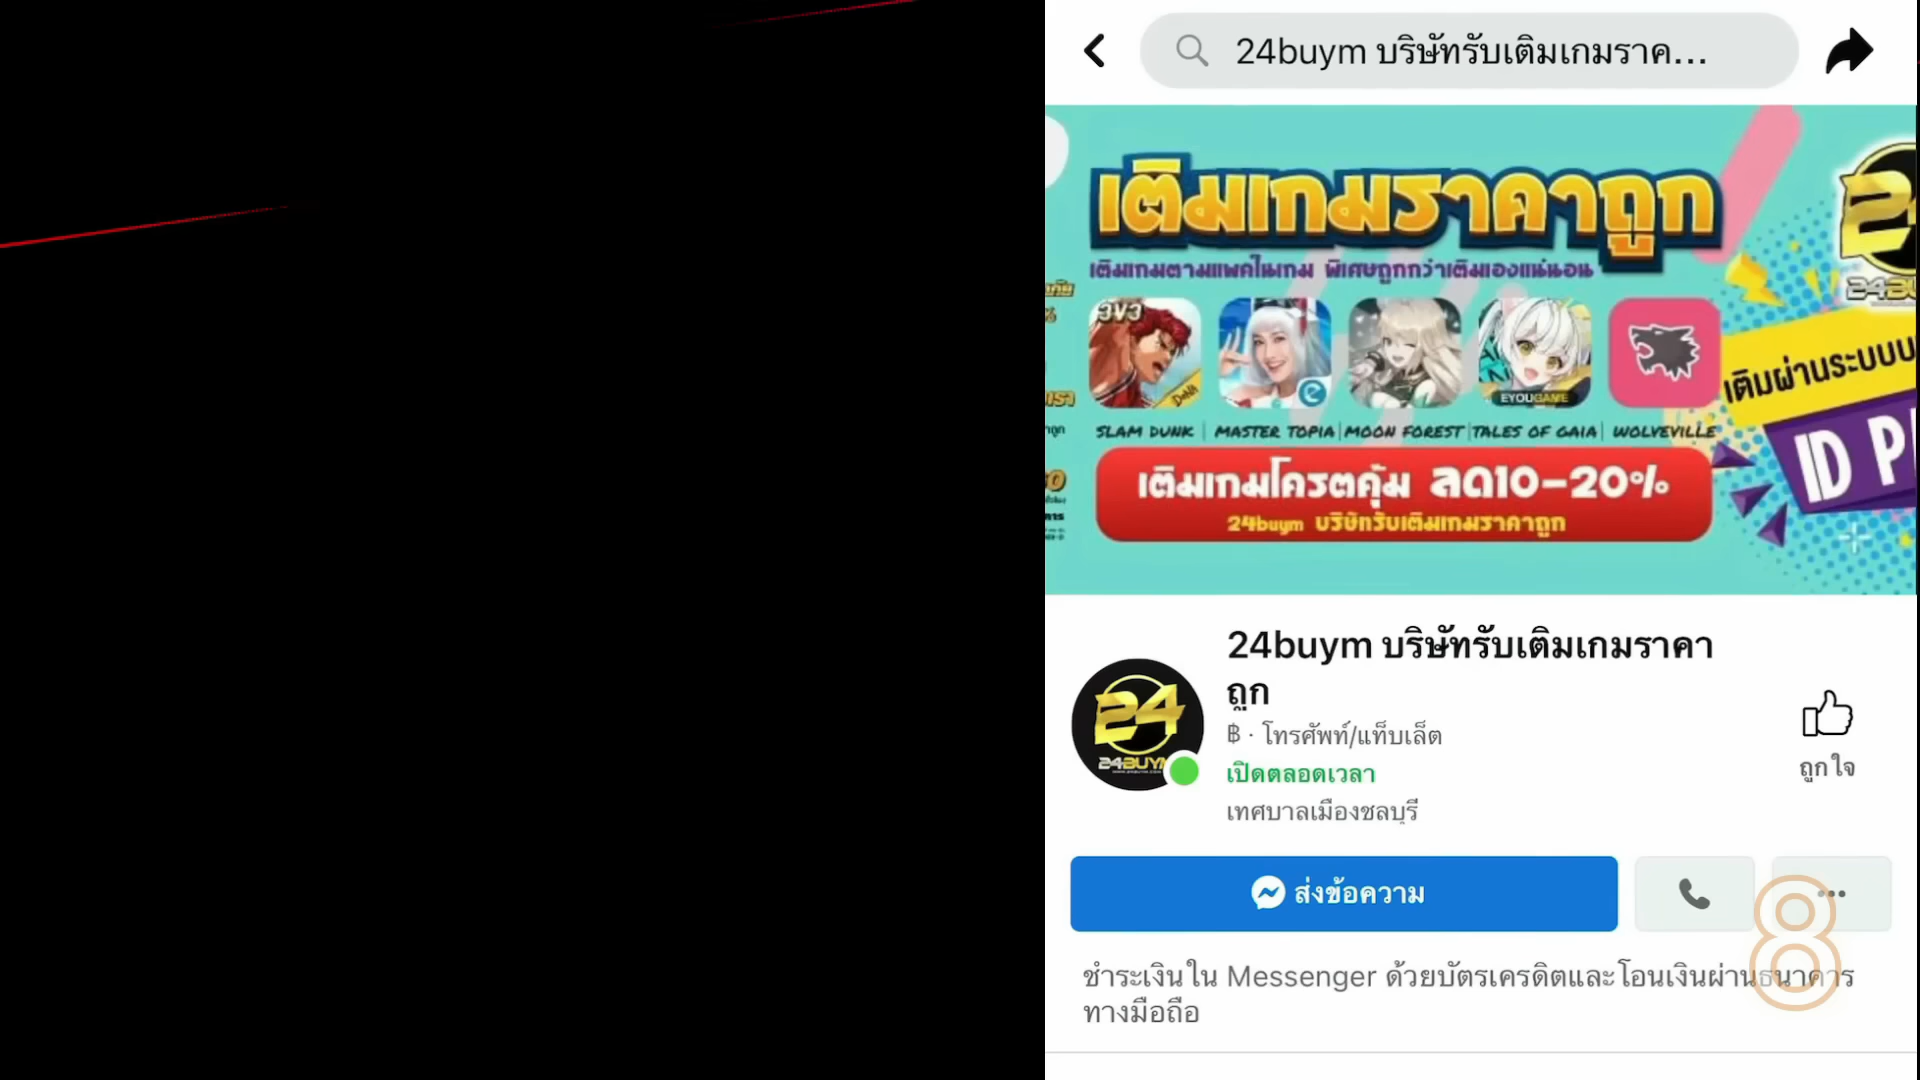 24buym บริษัทรับเติมเกมราค...
เติมเกมราคาถูก
เติมเกมตามแพคในเกม พิเศษถูกกว่าเติมเองแน่นอน
3V3
DeNA
EYOUGAME
SLAM DUNK | MASTER TOPIA | MOON FOREST | TALES OF GAIA | WOLVEVILLE
เติมเกมโครตคุ้ม ลด10-20%
24buym บริษัทรับเติมเกมราคาถูก
เติมผ่านระบบ
ID P
24buym บริษัทรับเติมเกมราคา
ถูก
฿ · โทรศัพท์/แท็บเล็ต
เปิดตลอดเวลา
เทศบาลเมืองชลบุรี
24
24BUYM
ถูกใจ
ส่งข้อความ
ชำระเงินใน Messenger ด้วยบัตรเครดิตและโอนเงินผ่านธนาคาร
ทางมือถือ
8